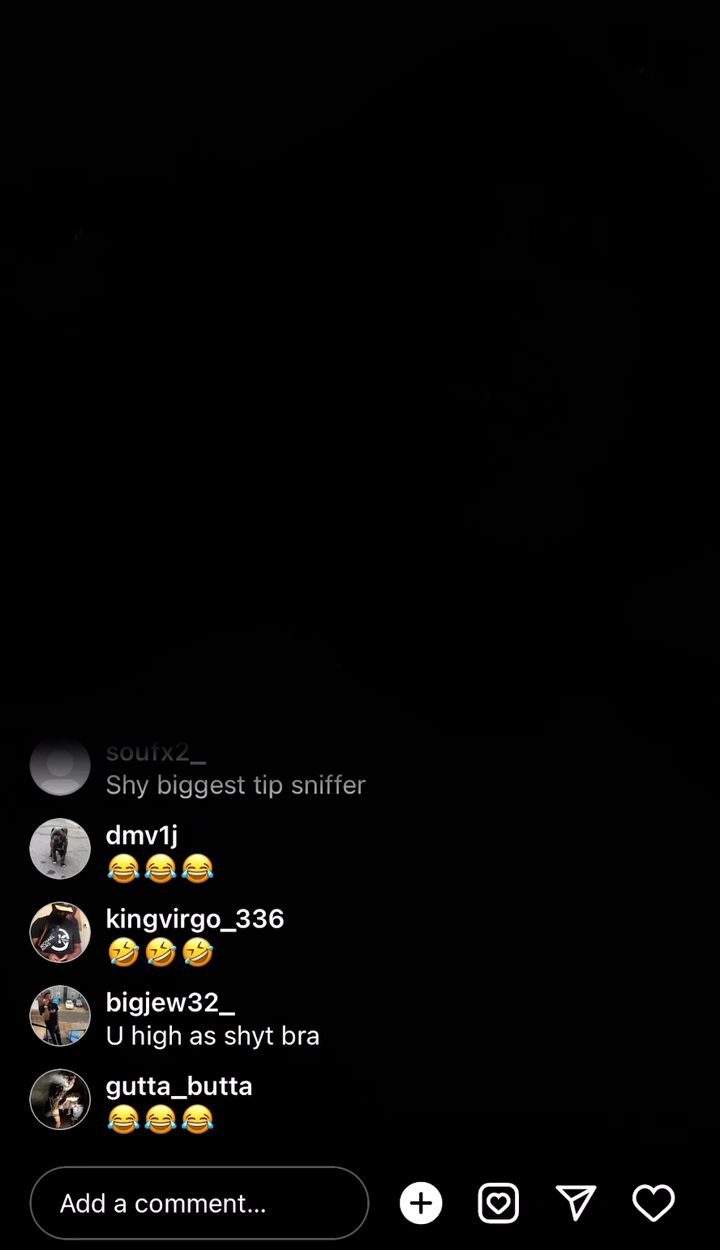 soufx2_
Shy biggest tip sniffer
dmv1j
😂😂😂
kingvirgo_336
🤣🤣🤣
bigjew32_
U high as shyt bra
gutta_butta
😂😂😂
Add a comment...